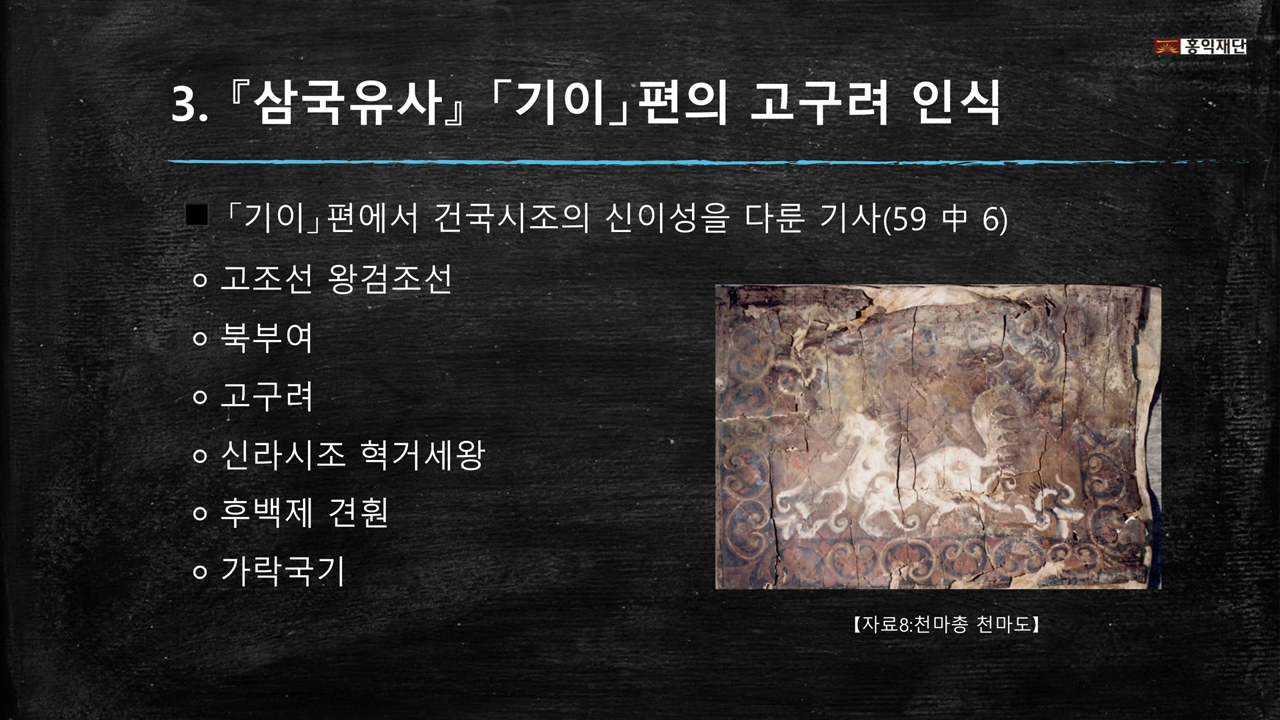 홍익재단
3. 『삼국유사』 「기이」편의 고구려 인식
「기이」편에서 건국시조의 신이성을 다룬 기사(59 中 6)
고조선 왕검조선
북부여
고구려
신라시조 혁거세왕
후백제 견훤
가락국기
【자료8:천마총 천마도】